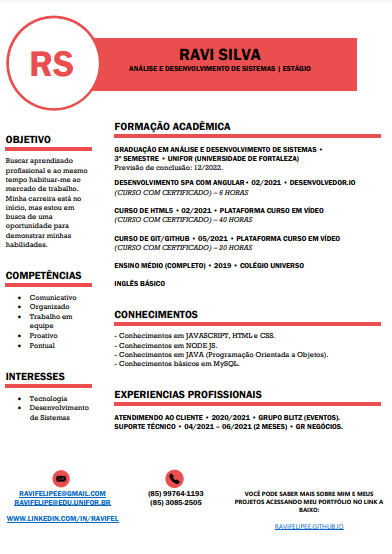 RS
RAVI SILVA
ANÁLISE E DESENVOLVIMENTO DE SISTEMAS | ESTÁGIO
OBJETIVO
Buscar aprendizado
profissional e ao mesmo
tempo habituar-me ao
mercado de trabalho.
Minha carreira está no
início, mas estou em
busca de uma
oportunidade para
demonstrar minhas
habilidades.
COMPETÊNCIAS
• Comunicativo
• Organizado
• Trabalho em
equipe
• Proativo
• Pontual
INTERESSES
• Tecnologia
• Desenvolvimento
de Sistemas
FORMAÇÃO ACADÊMICA
GRADUAÇÃO EM ANÁLISE E DESENVOLVIMENTO DE SISTEMAS •
3º SEMESTRE • UNIFOR (UNIVERSIDADE DE FORTALEZA)
Previsão de conclusão: 12/2022.
DESENVOLVIMENTO SPA COM ANGULAR • 02/2021 • DESENVOLVEDOR.IO
(CURSO COM CERTIFICADO) – 6 HORAS
CURSO DE HTML5 • 02/2021 • PLATAFORMA CURSO EM VÍDEO
(CURSO COM CERTIFICADO) – 40 HORAS
CURSO DE GIT/GITHUB • 05/2021 • PLATAFORMA CURSO EM VÍDEO
(CURSO COM CERTIFICADO) – 20 HORAS
ENSINO MÉDIO (COMPLETO) • 2019 • COLÉGIO UNIVERSO
INGLÊS BÁSICO
CONHECIMENTOS
- Conhecimentos em JAVASCRIPT, HTML e CSS.
- Conhecimentos em NODE JS.
- Conhecimentos em JAVA (Programação Orientada a Objetos).
- Conhecimentos básicos em MySQL.
EXPERIENCIAS PROFISSIONAIS
ATENDIMENDO AO CLIENTE • 2020/2021 • GRUPO BLITZ (EVENTOS).
SUPORTE TÉCNICO • 04/2021 – 06/2021 (2 MESES) • GR NEGÓCIOS.
RAVIFELIPEE@GMAIL.COM
RAVIFELIPE@EDU.UNIFOR.BR
WWW.LINKEDIN.COM/IN/RAVIFEL
(85) 99764-1193
(85) 3085-2505
VOCÊ PODE SABER MAIS SOBRE MIM E MEUS
PROJETOS ACESSANDO MEU PORTFÓLIO NO LINK A
BAIXO:
RAVIFELIPEE.GITHUB.IO